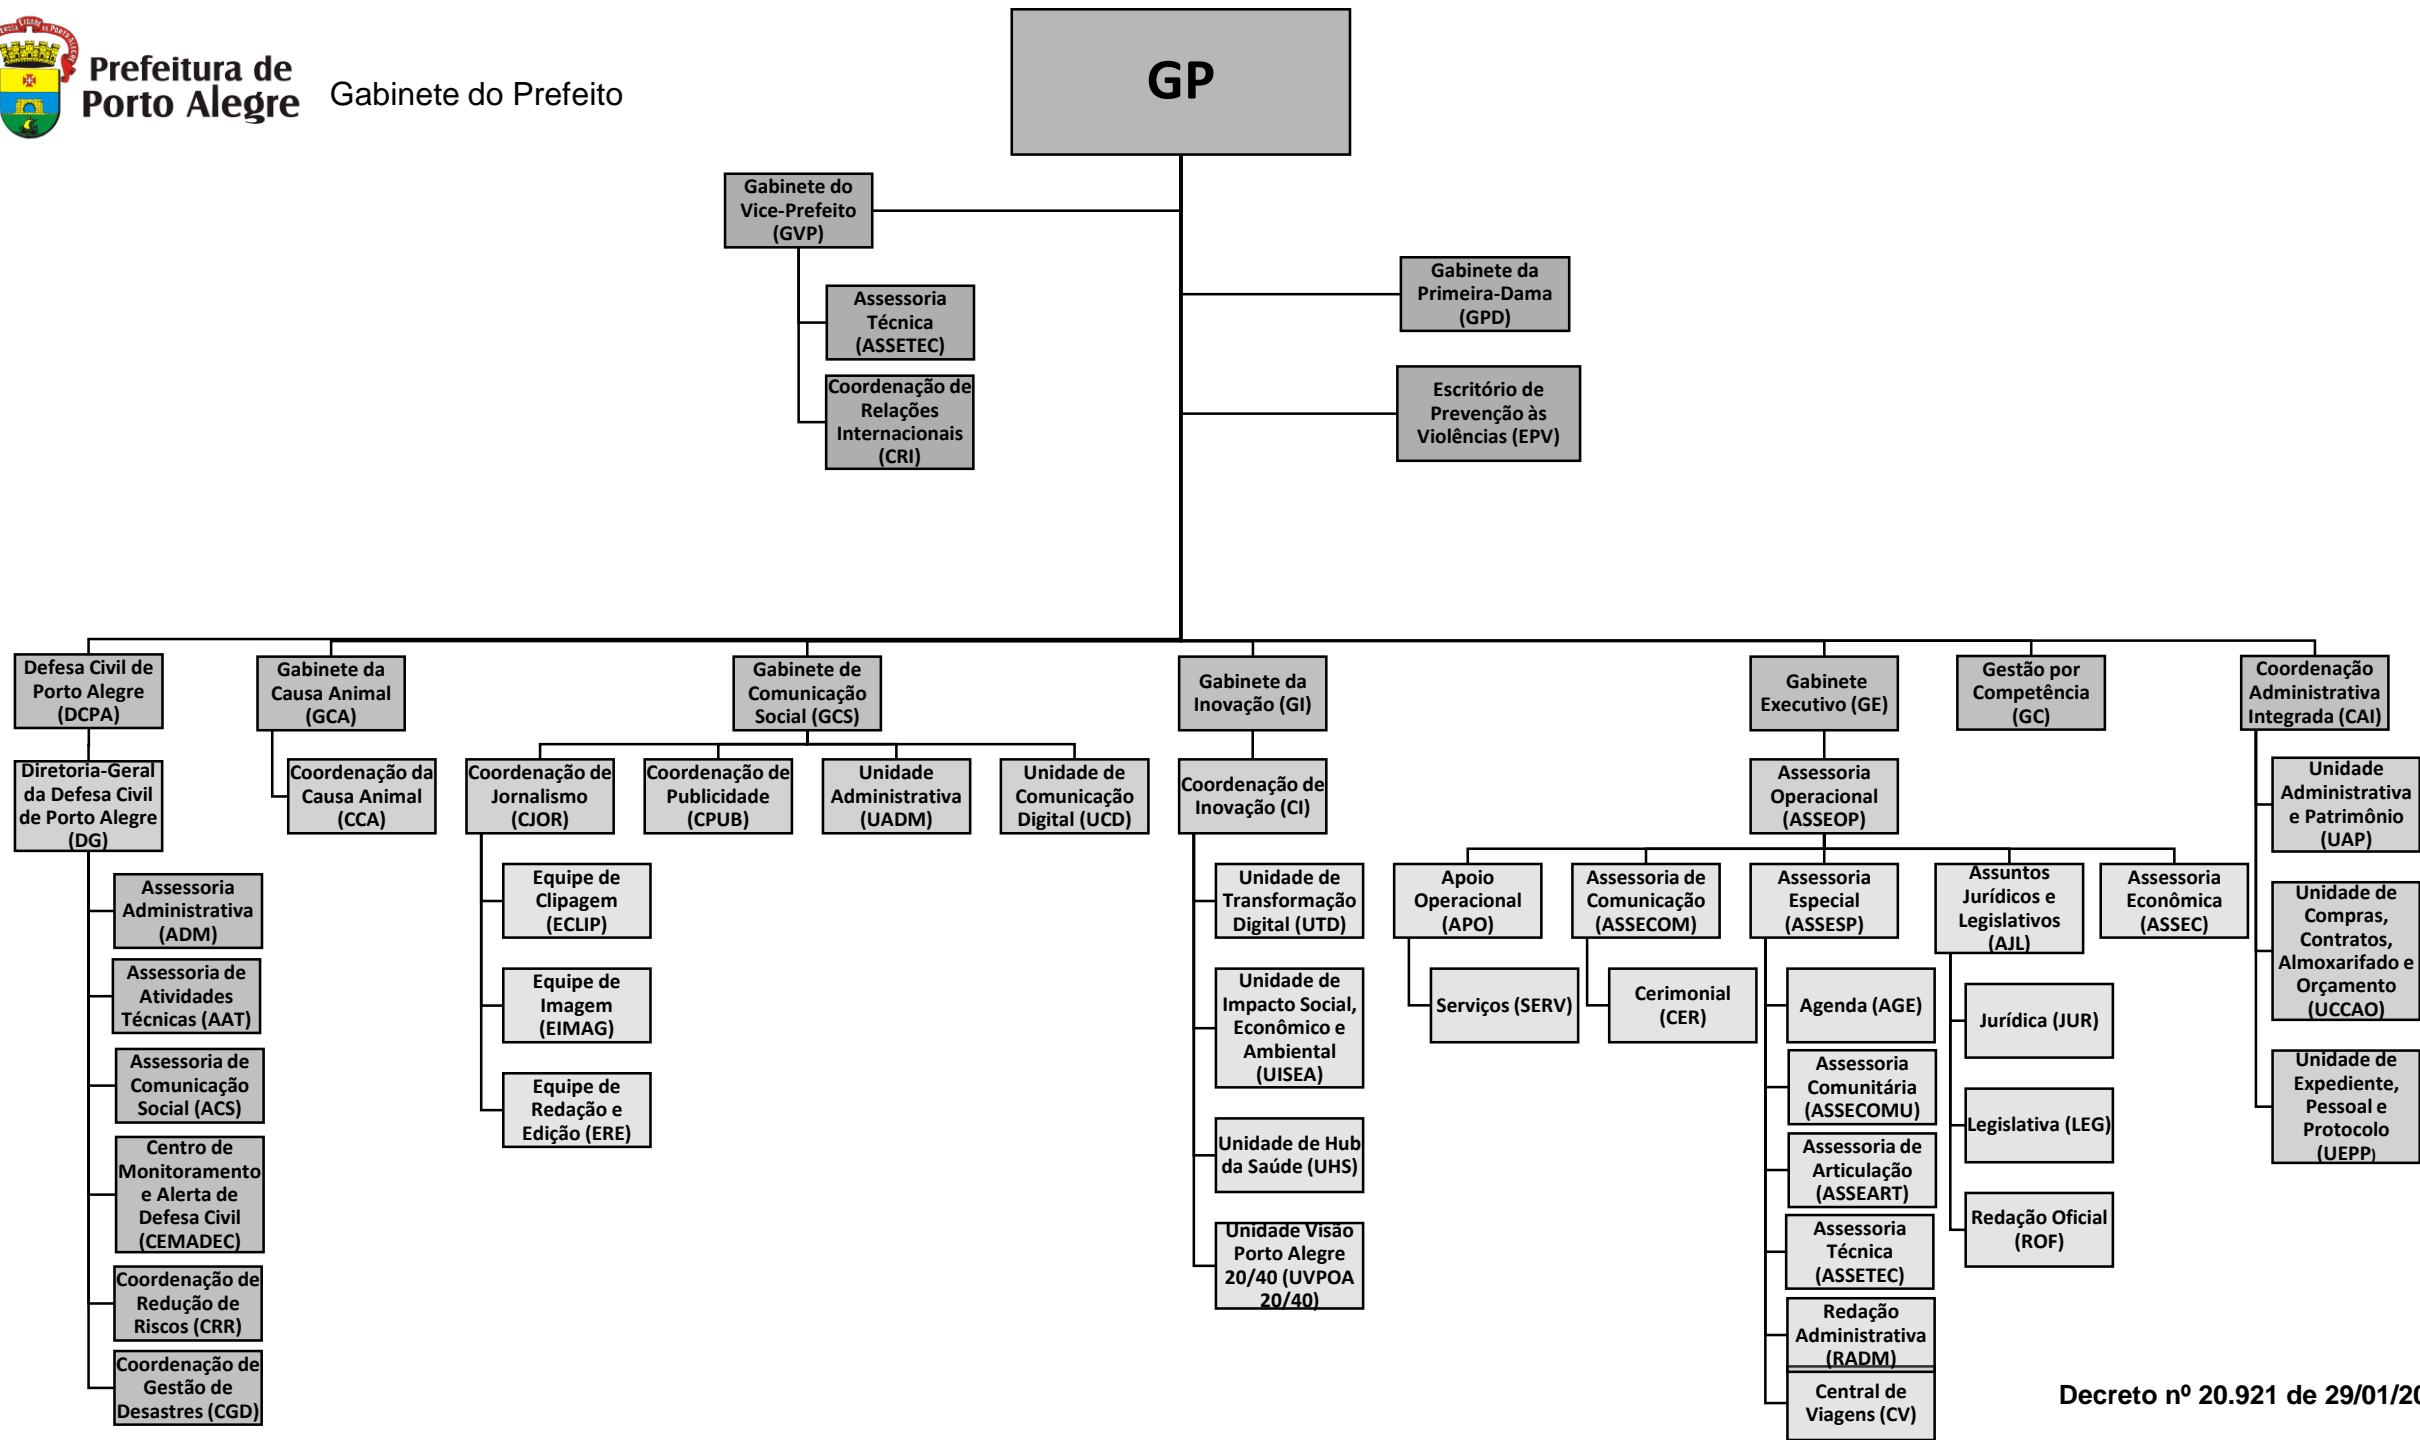 Prefeitura de
Porto Alegre
Gabinete do Prefeito
GP
Gabinete do
Vice-Prefeito
(GVP)
Assessoria
Técnica
(ASSETEC)
Coordenação de
Relações
Internacionais
(CRI)
Gabinete da
Primeira-Dama
(GPD)
Escritório de
Prevenção às
Violências (EPV)
Defesa Civil de
Porto Alegre
(DCPA)
Diretoria-Geral
da Defesa Civil
de Porto Alegre
(DG)
Assessoria
Administrativa
(ADM)
Assessoria de
Atividades
Técnicas (AAT)
Assessoria de
Comunicação
Social (ACS)
Centro de
Monitoramento
e Alerta de
Defesa Civil
(CEMADEC)
Coordenação de
Redução de
Riscos (CRR)
Coordenação de
Gestão de
Desastres (CGD)
Gabinete da
Causa Animal
(GCA)
Coordenação da
Causa Animal
(CCA)
Gabinete de
Comunicação
Social (GCS)
Coordenação de
Jornalismo
(CJOR)
Equipe de
Clipagem
(ECLIP)
Equipe de
Imagem
(EIMAG)
Equipe de
Redação e
Edição (ERE)
Coordenação de
Publicidade
(CPUB)
Unidade
Administrativa
(UADM)
Unidade de
Comunicação
Digital (UCD)
Gabinete da
Inovação (GI)
Coordenação de
Inovação (CI)
Unidade de
Transformação
Digital (UTD)
Unidade de
Impacto Social,
Econômico e
Ambiental
(UISEA)
Unidade de Hub
da Saúde (UHS)
Unidade Visão
Porto Alegre
20/40 (UVPOA
20/40)
Gabinete
Executivo (GE)
Assessoria
Operacional
(ASSEOP)
Apoio
Operacional
(APO)
Serviços (SERV)
Assessoria de
Comunicação
(ASSECOM)
Cerimonial
(CER)
Assessoria
Especial
(ASSESP)
Agenda (AGE)
Assessoria
Comunitária
(ASSECOMU)
Assessoria de
Articulação
(ASSEART)
Assessoria
Técnica
(ASSETEC)
Redação
Administrativa
(RADM)
Central de
Viagens (CV)
Assuntos
Jurídicos e
Legislativos
(AJL)
Jurídica (JUR)
Legislativa (LEG)
Redação Oficial
(ROF)
Assessoria
Econômica
(ASSEC)
Gestão por
Competência
(GC)
Coordenação
Administrativa
Integrada (CAI)
Unidade
Administrativa
e Patrimônio
(UAP)
Unidade de
Compras,
Contratos,
Almoxarifado e
Orçamento
(UCCAO)
Unidade de
Expediente,
Pessoal e
Protocolo
(UEPP)
Decreto nº 20.921 de 29/01/20